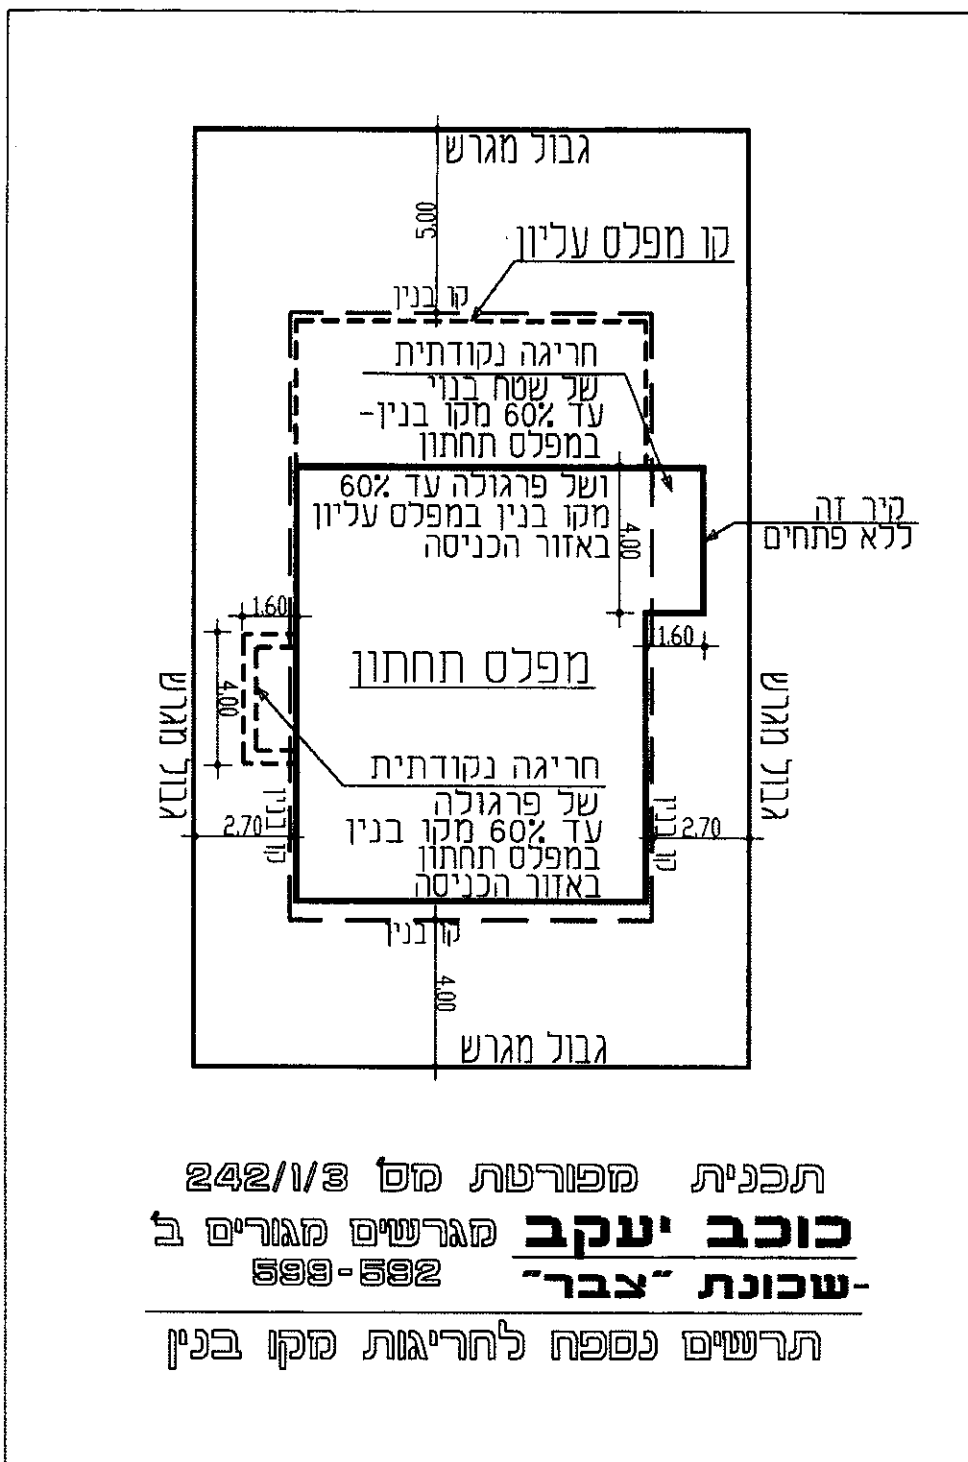 גבול מגרש
5.00
קו מפלס עליון
קו בנין
חריגה נקודתית
של שטח בנוי
עד 60% מקו בנין-
במפלס תחתון
ושל פרגולה עד 60%
מקו בנין במפלס עליון
באזור הכניסה
4.00
קיר זה
ללא פתחים
1.60
1.60
מפלס תחתון
4.00
גבול מגרש
גבול מגרש
חריגה נקודתית
של פרגולה
עד 60% מקו בנין
במפלס תחתון
באזור הכניסה
קו בנין
2.70
קו בנין
2.70
קו בנין
4.00
גבול מגרש
תכנית מפורטת מס' 242/1/3
כוכב יעקב מגרשים מגורים ב'
-שכונת "צבר" 599-592
תרשים נספח לחריגות מקו בנין